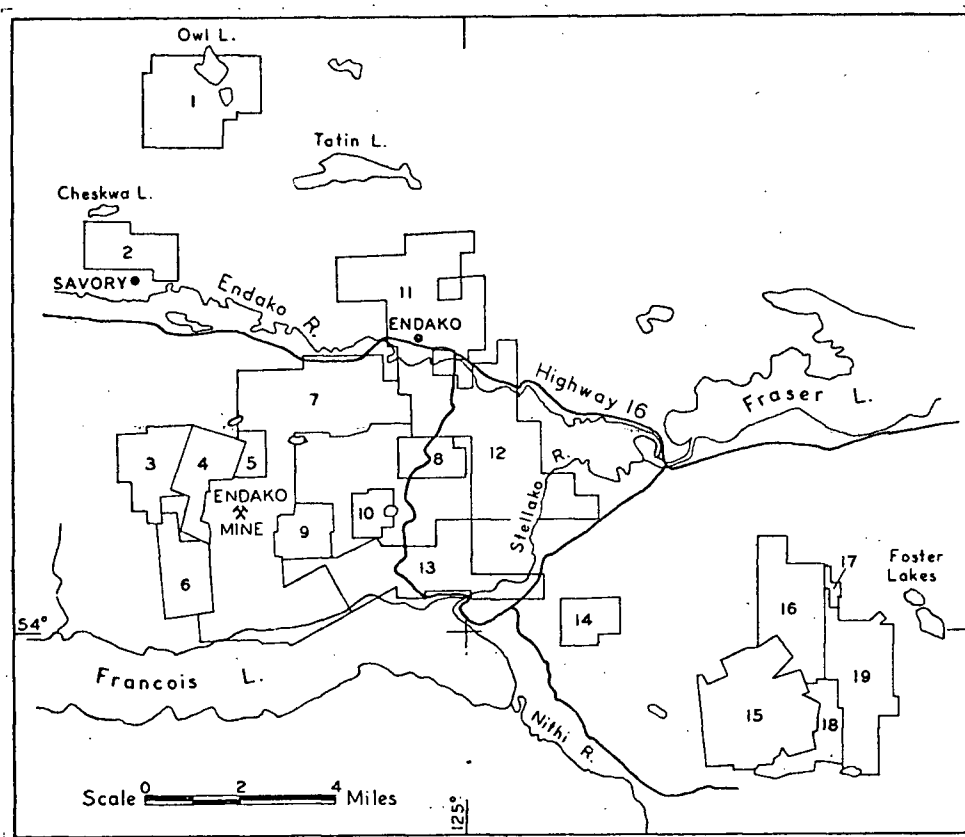 Owl L.
1
Tatin L.
Cheskwa L.
2
SAVORY
Endako R.
11
ENDAKO
Highway 16
Fraser L.
7
3
4
5
8
12
R.
Stellako
ENDAKO
MINE
10
9
6
13
17
Foster
Lakes
16
14
54°
19
Francois L.
15
18
Nithi R.
Scale 0 2 4 Miles
125°